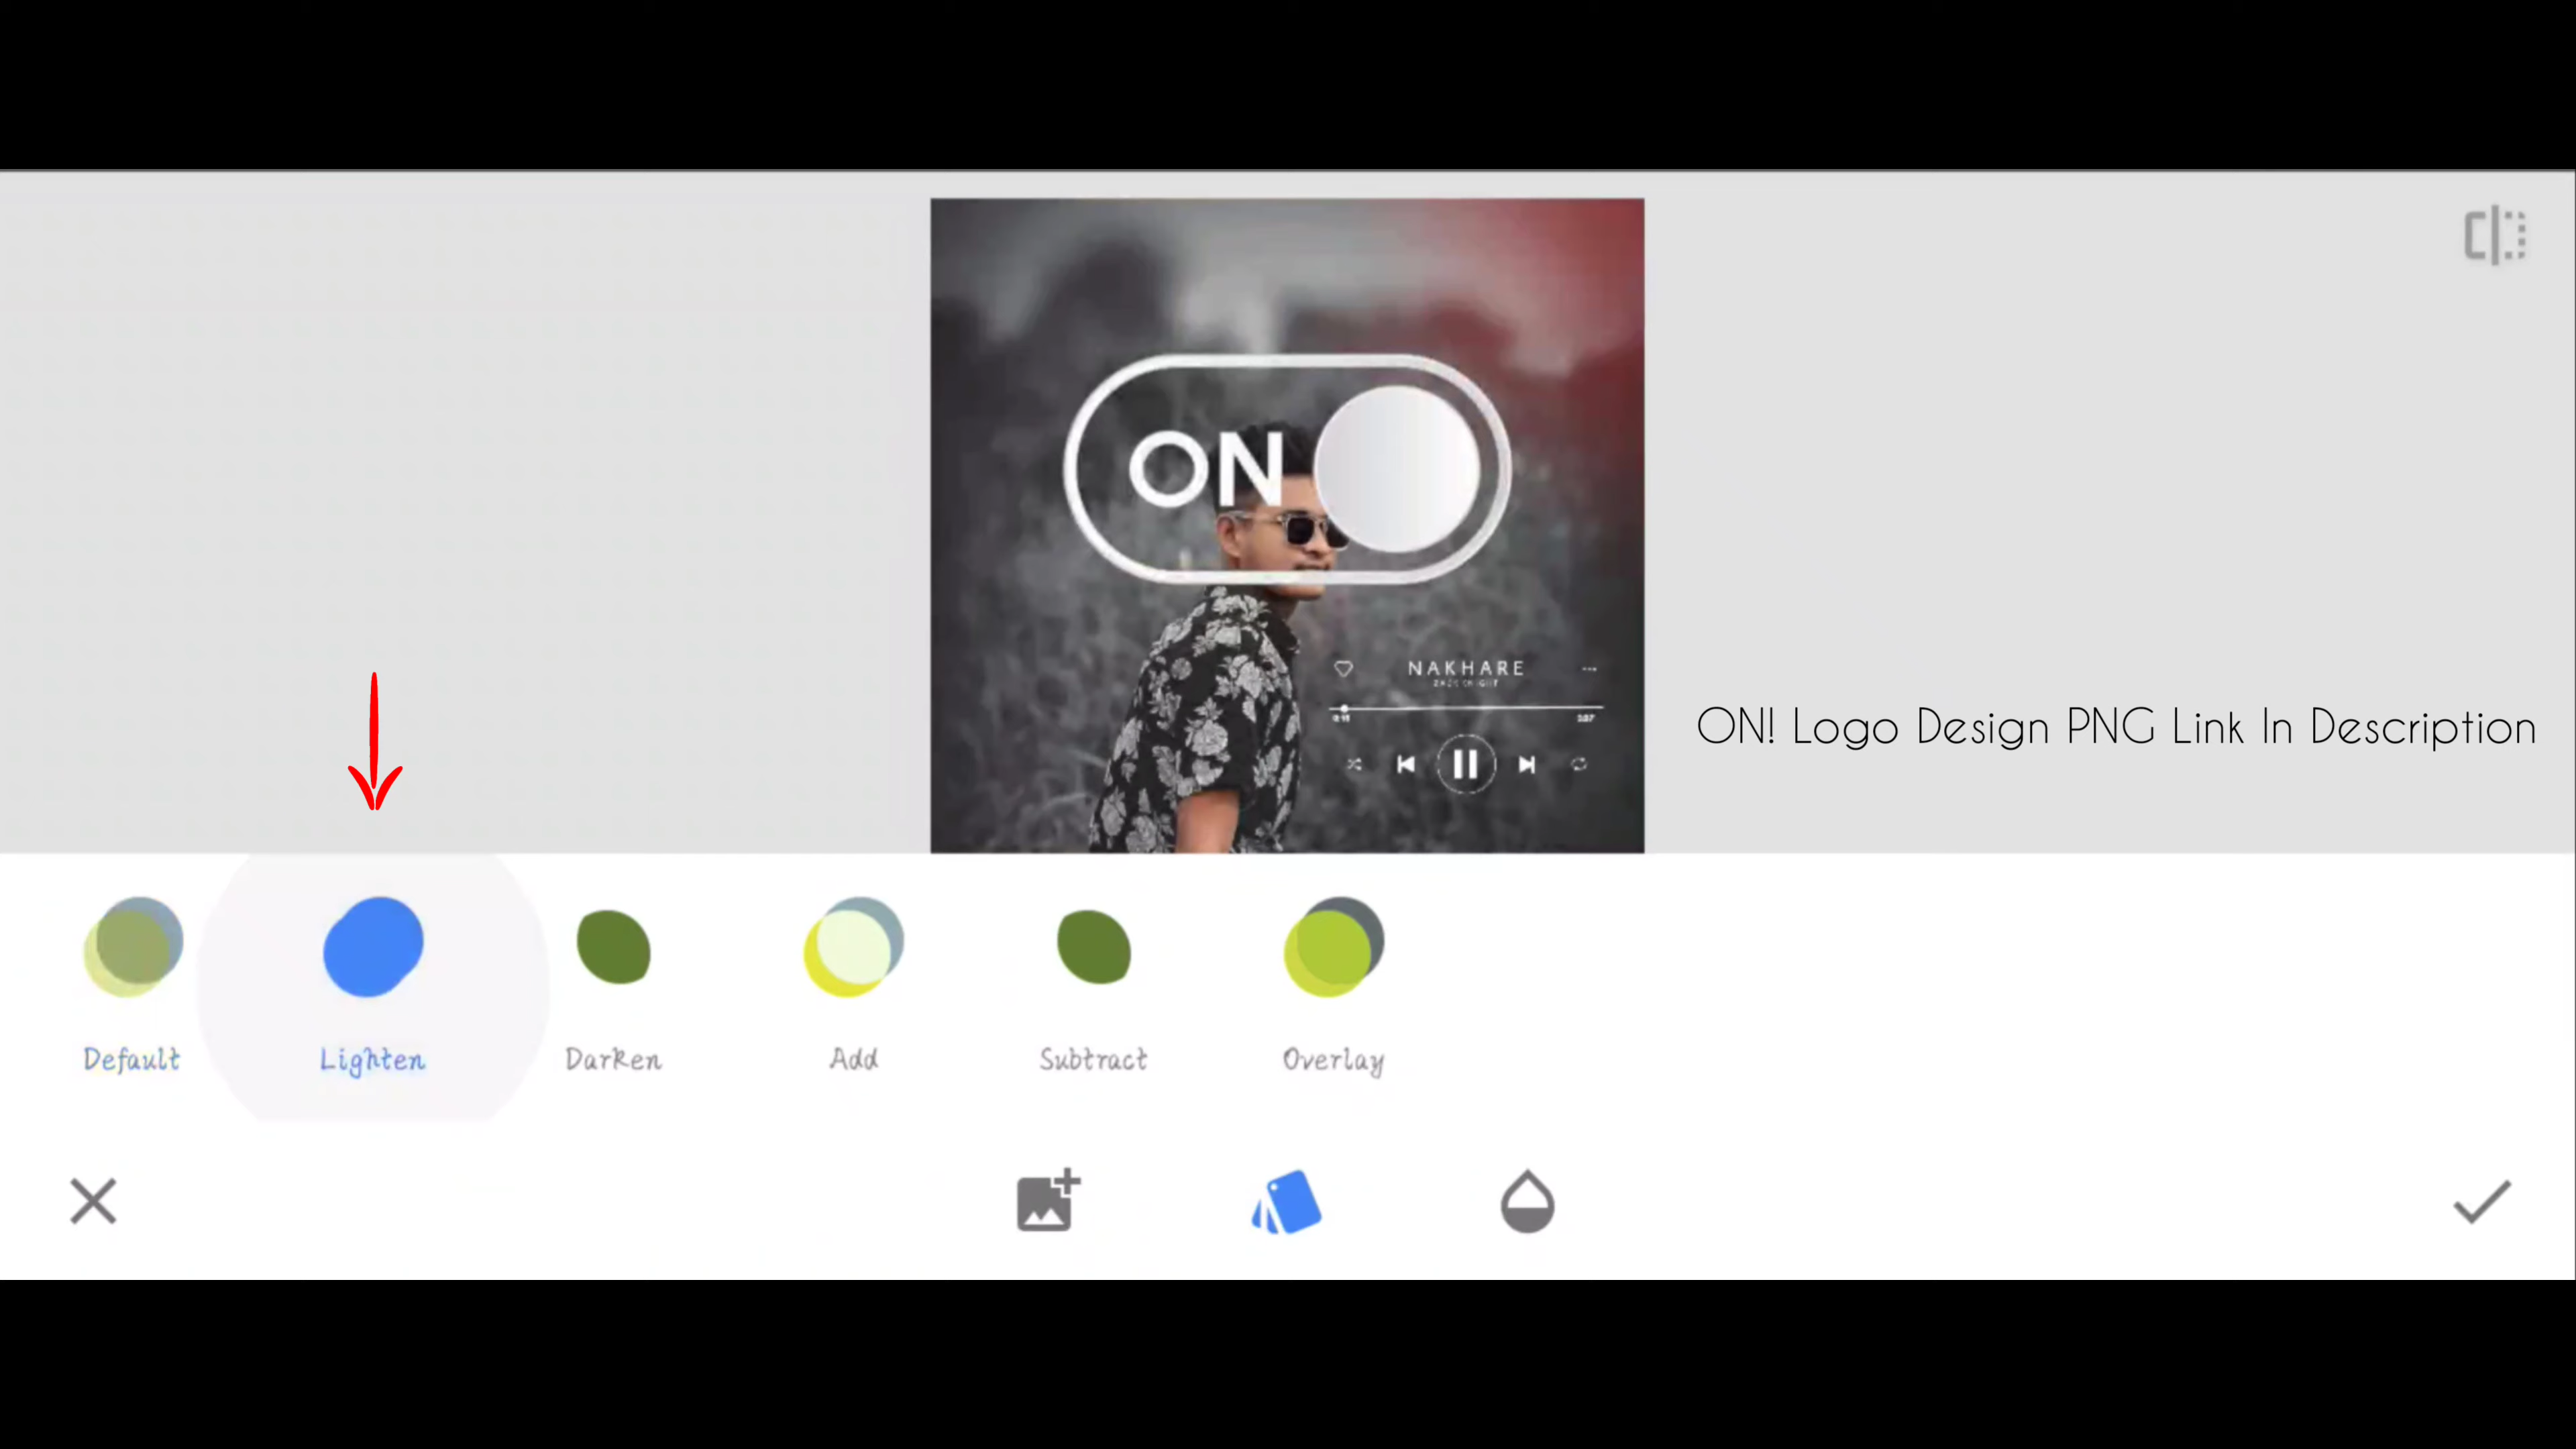 ON
NAKHARE
ON! Logo Design PNG Link In Description
Default
Lighten
Darken
Add
Subtract
Overlay